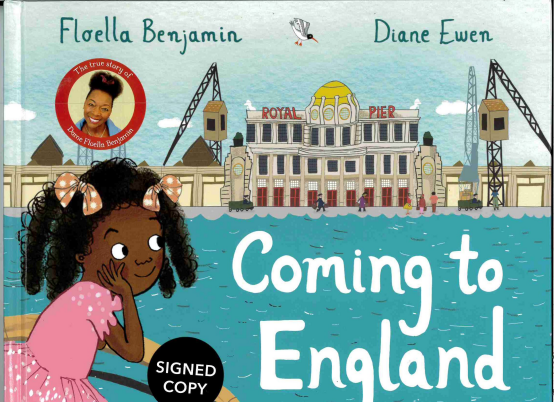 Floella Benjamin
Diane Ewen
The true story of
Dame Floella Benjamin
ROYAL PIER
Coming to
England
SIGNED
COPY